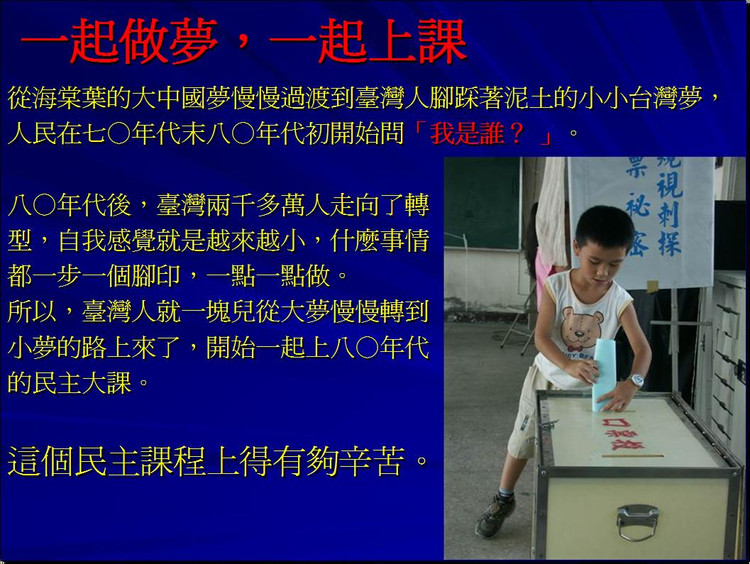 一起做夢，一起上課
從海棠葉的大中國夢慢慢過渡到臺灣人腳踩著泥土的小小台灣夢，
人民在七〇年代末八〇年代初開始問「我是誰？ 」。
八〇年代後，臺灣兩千多萬人走向了轉
型，自我感覺就是越來越小，什麼事情
都一步一個腳印，一點一點做。
所以，臺灣人就一塊兒從大夢慢慢轉到
小夢的路上來了，開始一起上八〇年代
的民主大課。
這個民主課程上得有夠辛苦。
窺視刺探
票祕密